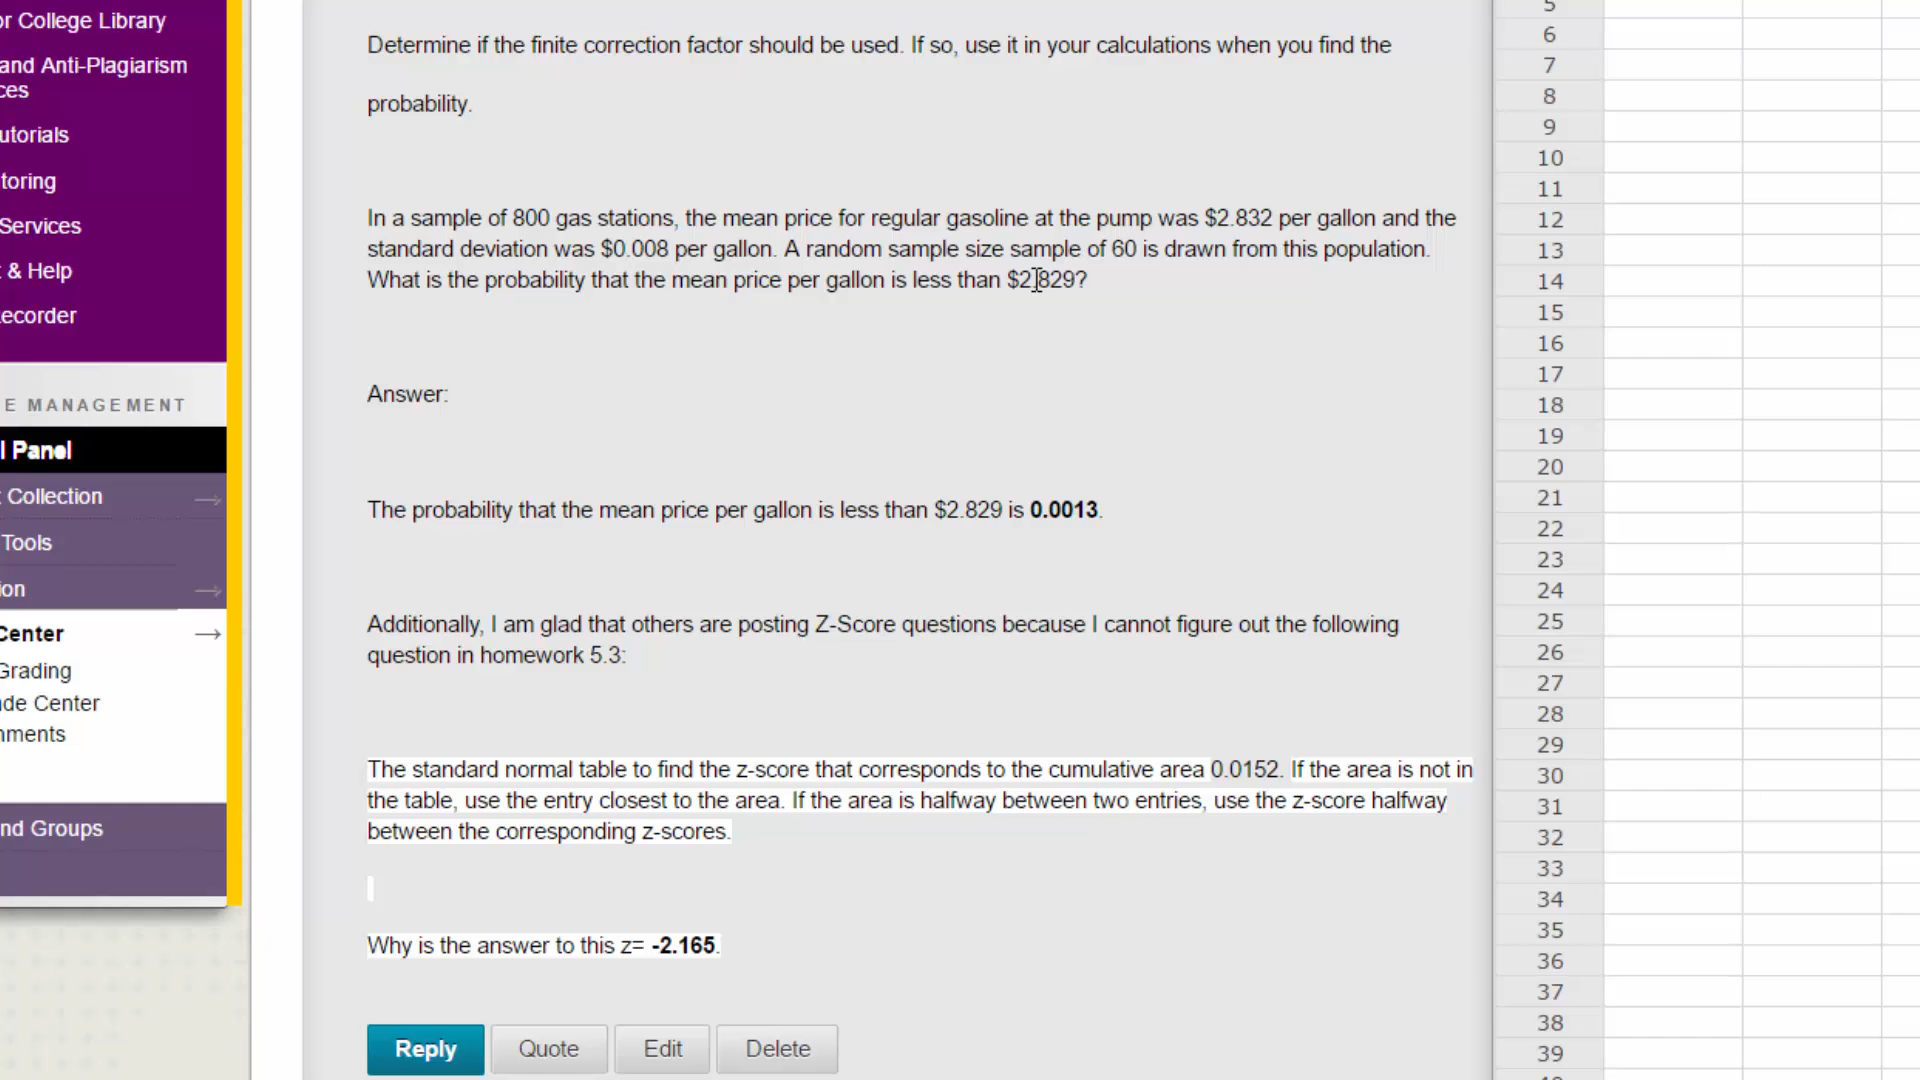 or College Library
and Anti-Plagiarism
ces
utorials
toring
Services
t & Help
Recorder
E MANAGEMENT
l Panel
t Collection
Tools
ion
Center
Grading
de Center
nments
nd Groups
Determine if the finite correction factor should be used. If so, use it in your calculations when you find the
probability.
In a sample of 800 gas stations, the mean price for regular gasoline at the pump was $2.832 per gallon and the
standard deviation was $0.008 per gallon. A random sample size sample of 60 is drawn from this population.
What is the probability that the mean price per gallon is less than $2.829?
Answer:
The probability that the mean price per gallon is less than $2.829 is 0.0013.
Additionally, I am glad that others are posting Z-Score questions because I cannot figure out the following
question in homework 5.3:
The standard normal table to find the z-score that corresponds to the cumulative area 0.0152. If the area is not in
the table, use the entry closest to the area. If the area is halfway between two entries, use the z-score halfway
between the corresponding z-scores.
Why is the answer to this z= -2.165.
Reply Quote Edit Delete
5
6
7
8
9
10
11
12
13
14
15
16
17
18
19
20
21
22
23
24
25
26
27
28
29
30
31
32
33
34
35
36
37
38
39